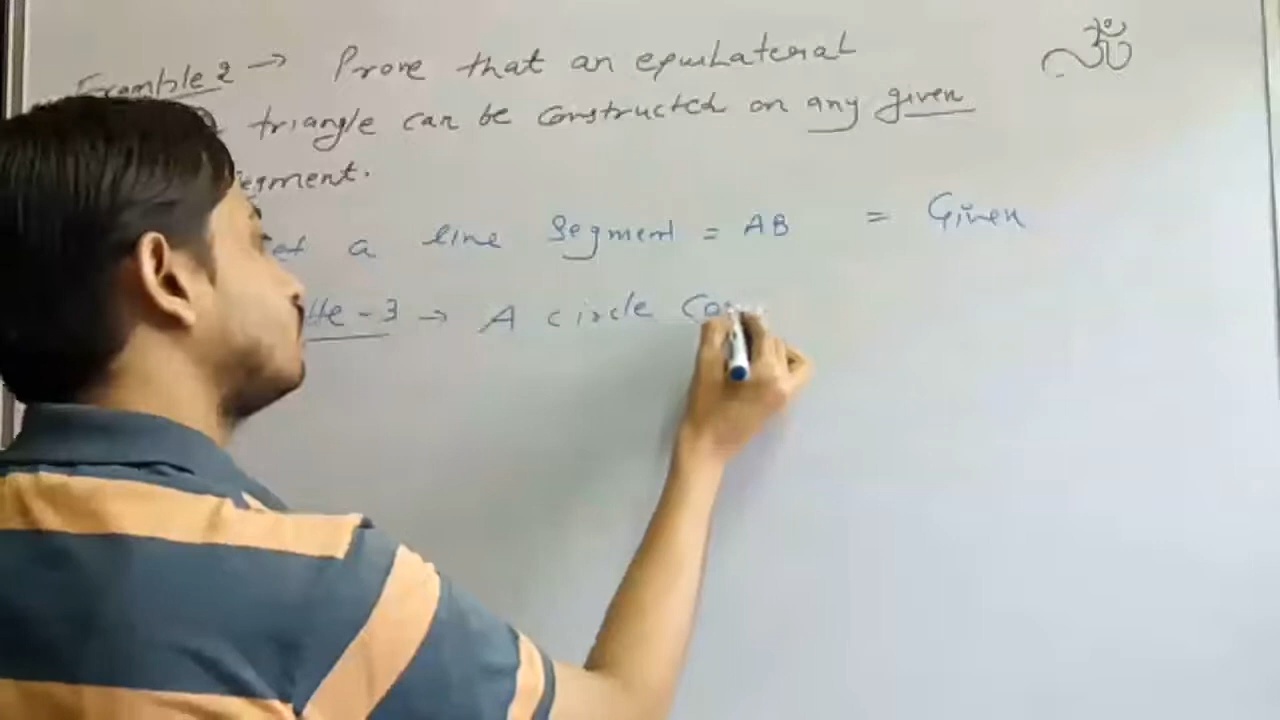 Example 2 → Prove that an equilateral ॐ
triangle can be constructed on any given
segment.
a line segment = AB = Given
- 3 → A circle